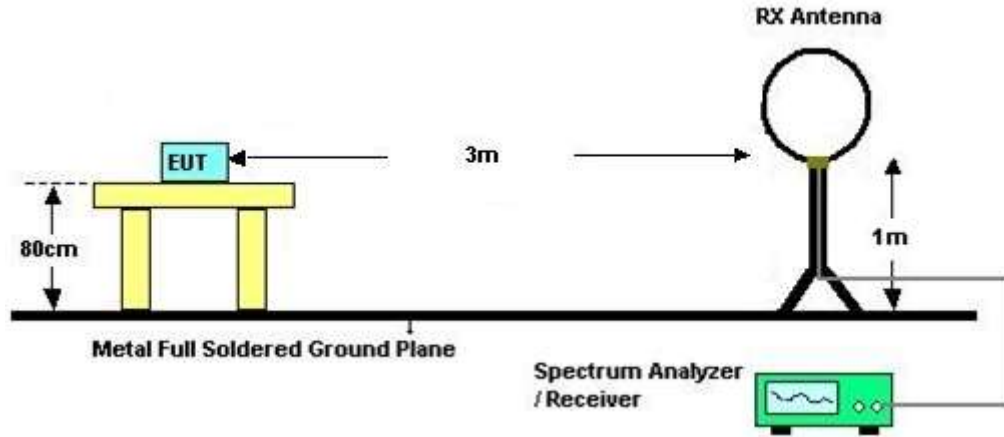 RX Antenna
EUT
3m
80cm
1m
Metal Full Soldered Ground Plane
Spectrum Analyzer
/ Receiver